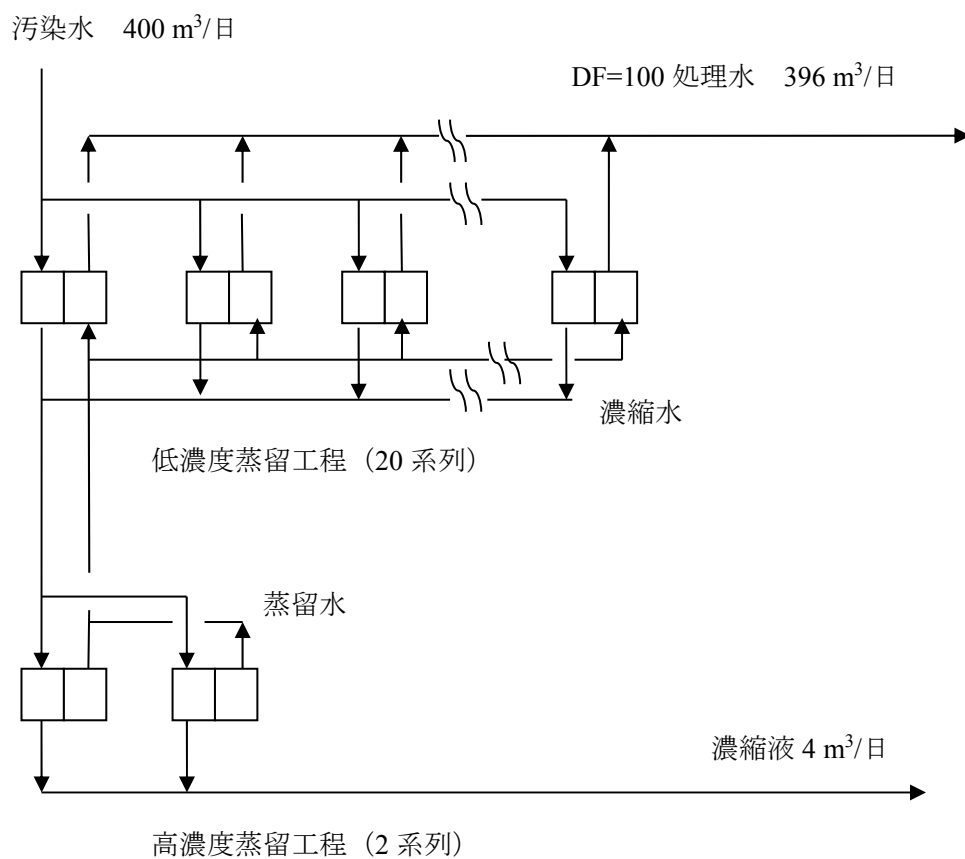 汚染水 400 m³/日
DF=100 処理水 396 m³/日
濃縮水
低濃度蒸留工程（20 系列）
蒸留水
濃縮液 4 m³/日
高濃度蒸留工程（2 系列）